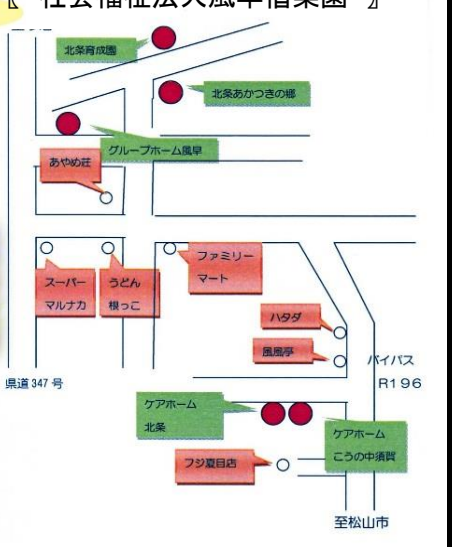 〖 社会福祉法人風早偕楽園 〗
北条育成園
北条あかつきの郷
グループホーム風早
あやめ荘
スーパー
マルナカ
うどん
根っこ
ファミリー
マート
ハタダ
風風亭
バイパス
R196
県道347号
ケアホーム
北条
ケアホーム
こうの中須賀
フジ夏目店
至松山市